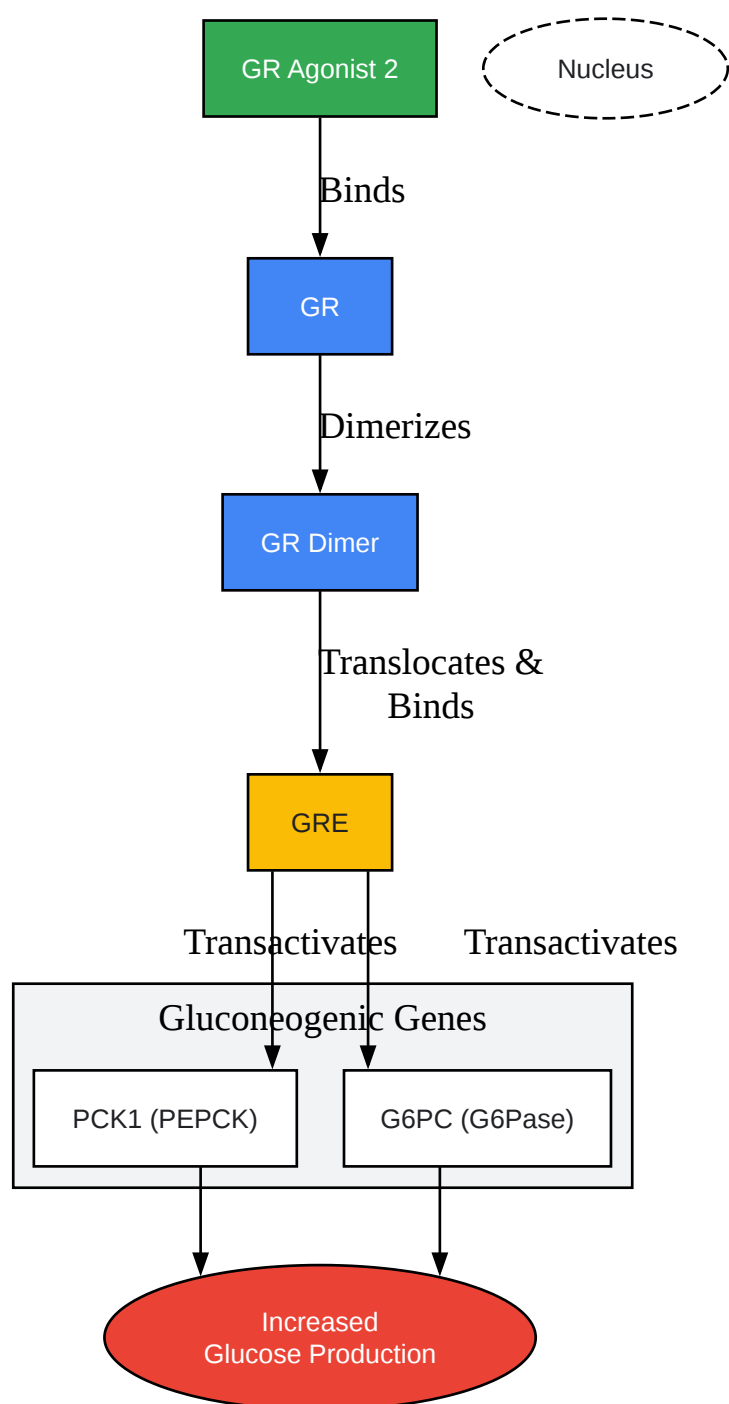 GR Agonist 2
Nucleus
Binds
GR
Dimerizes
GR Dimer
Translocates &
Binds
GRE
Transactivates
Transactivates
Gluconeogenic Genes
PCK1 (PEPCK)
G6PC (G6Pase)
Increased
Glucose Production